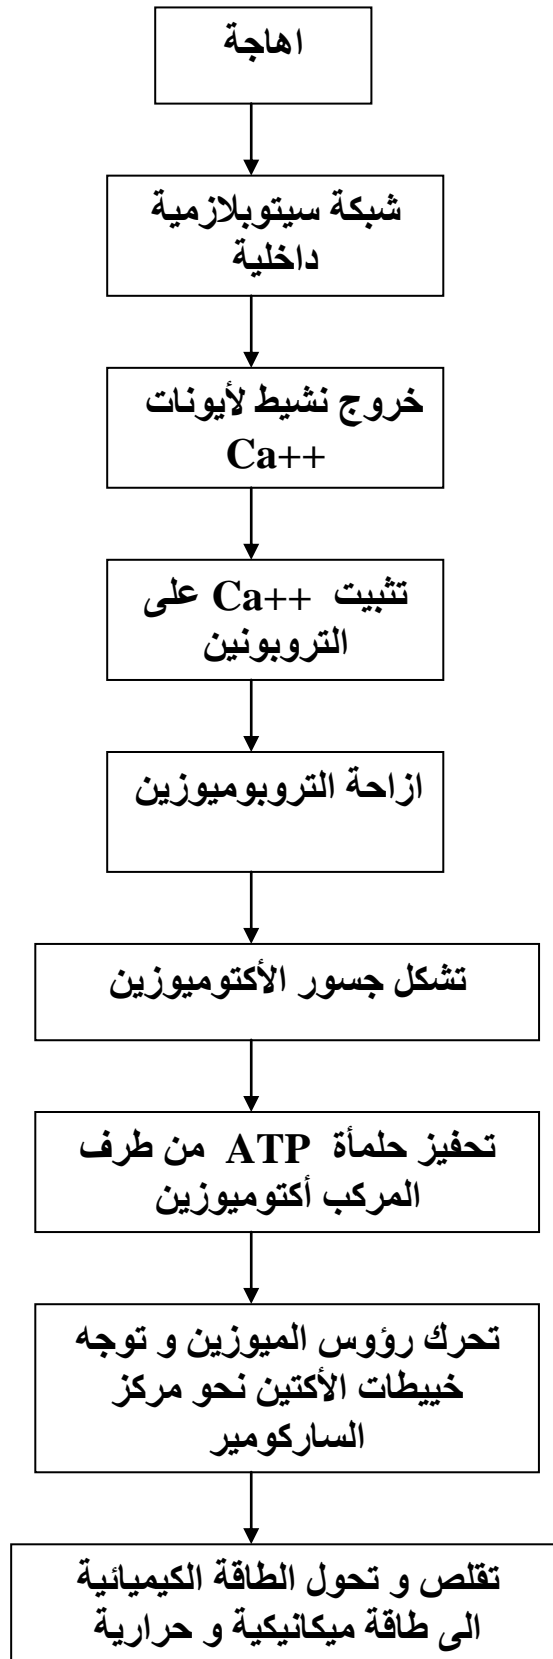 اهاجة
شبكة سيتوبلازمية
داخلية
خروج نشيط لأيونات
Ca++
تثبيت Ca++ على
التروبونين
ازاحة التروبوميوزين
تشكل جسور الأكتوميوزين
تحفيز حلمأة ATP من طرف
المركب أكتوميوزين
تحرك رؤوس الميوزين و توجه
خييطات الأكتين نحو مركز
الساركومير
تقلص و تحول الطاقة الكيميائية
الى طاقة ميكانيكية و حرارية